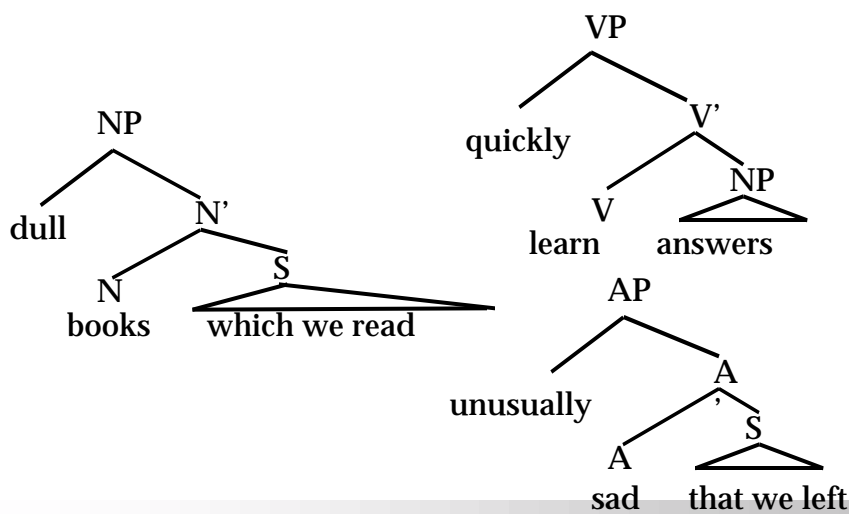 NP
dull
N'
N
S
books
which we read
VP
quickly
V'
V
NP
learn
answers
AP
unusually
A
'
A
S
sad
that we left